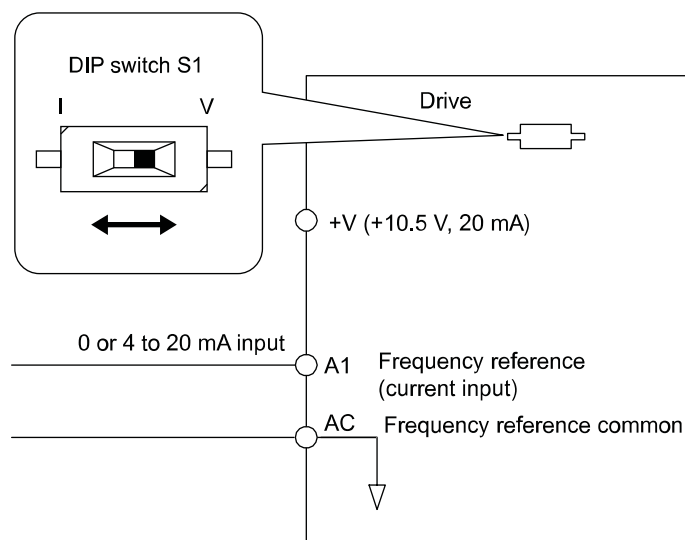 DIP switch S1
I
V
Drive
+V (+10.5 V, 20 mA)
0 or 4 to 20 mA input
A1
Frequency reference
(current input)
AC
Frequency reference common